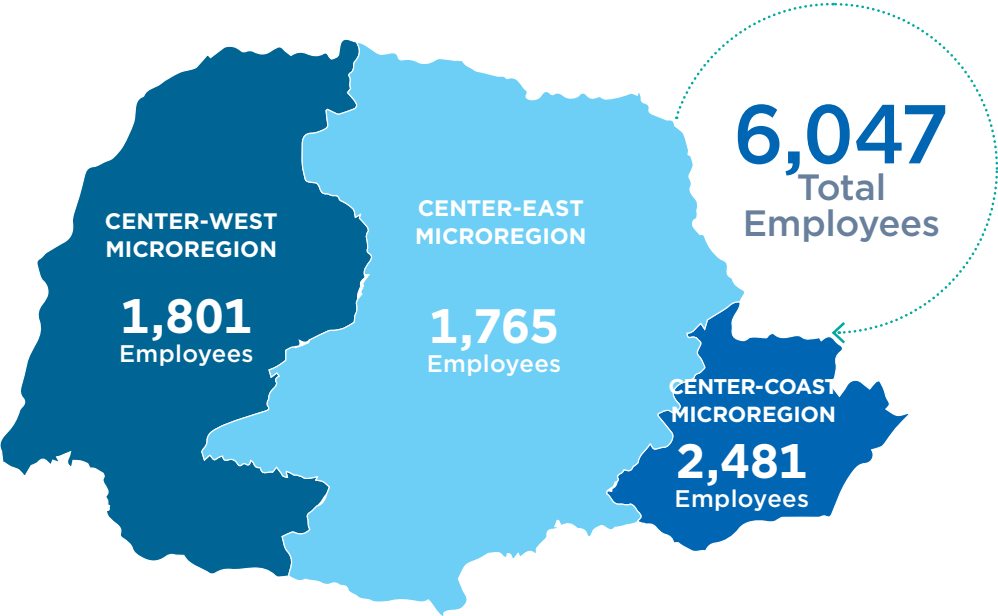 6,047
Total
Employees
CENTER-WEST
MICROREGION
1,801
Employees
CENTER-EAST
MICROREGION
1,765
Employees
CENTER-COAST
MICROREGION
2,481
Employees